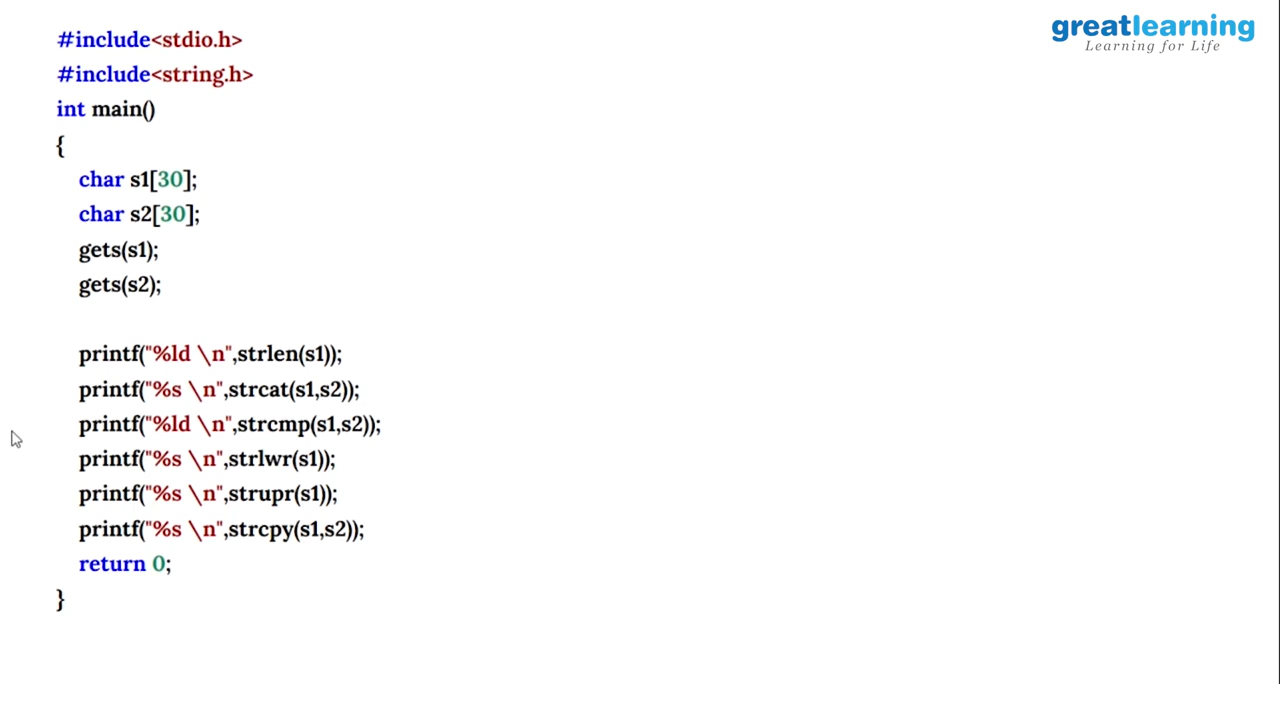 greatlearning
Learning for Life
#include<stdio.h>
#include<string.h>
int main()
{
char s1[30];
char s2[30];
gets(s1);
gets(s2);
printf("%ld \n",strlen(s1));
printf("%s \n",strcat(s1,s2));
printf("%ld \n",strcmp(s1,s2));
printf("%s \n",strlwr(s1));
printf("%s \n",strupr(s1));
printf("%s \n",strcpy(s1,s2));
return 0;
}